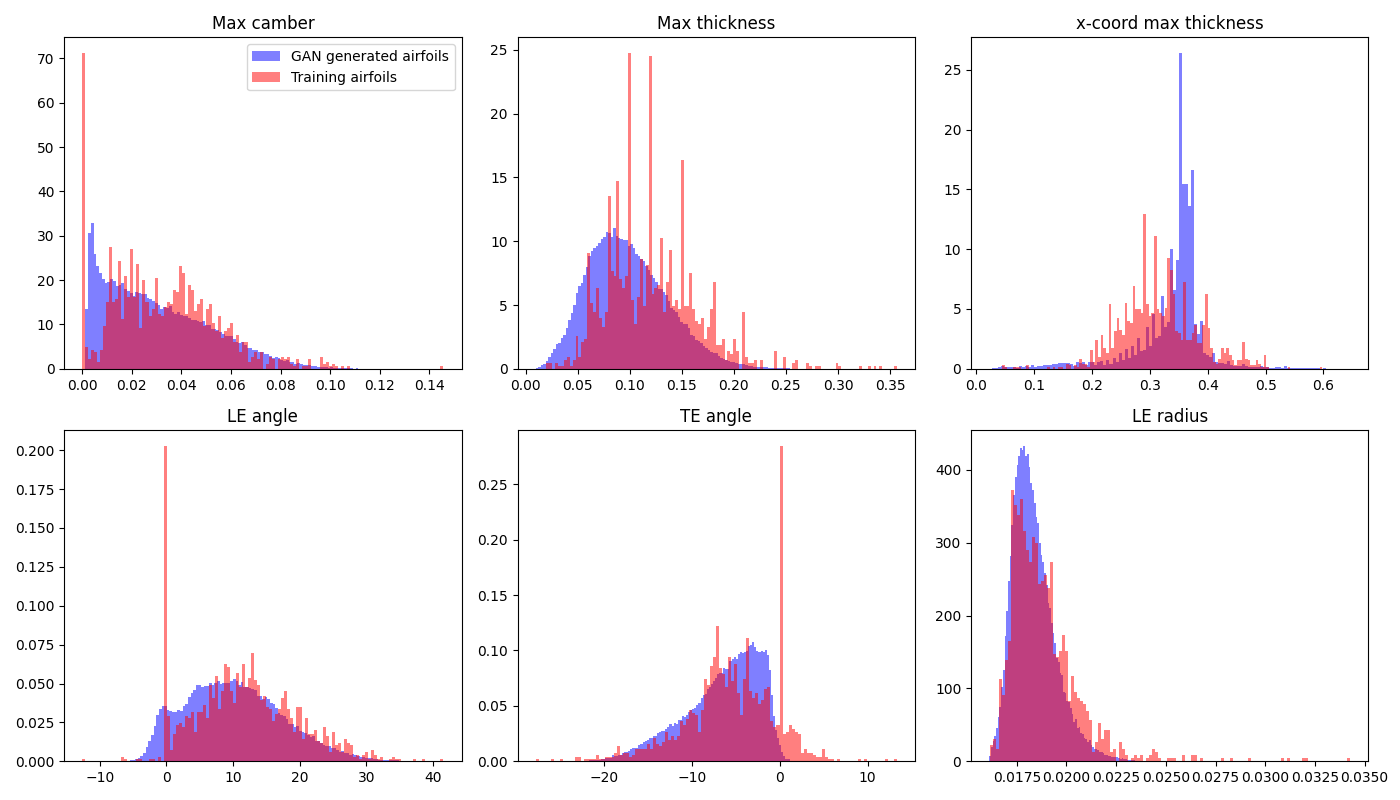 Max camber
GAN generated airfoils
Training airfoils
70
60
50
40
30
20
10
0
0.00 0.02 0.04 0.06 0.08 0.10 0.12 0.14
Max thickness
25
20
15
10
5
0
0.00 0.05 0.10 0.15 0.20 0.25 0.30 0.35
x-coord max thickness
25
20
15
10
5
0
0.0 0.1 0.2 0.3 0.4 0.5 0.6
LE angle
0.200
0.175
0.150
0.125
0.100
0.075
0.050
0.025
0.000
−10 0 10 20 30 40
TE angle
0.25
0.20
0.15
0.10
0.05
0.00
−20 −10 0 10
LE radius
400
300
200
100
0
0.0175 0.0200 0.0225 0.0250 0.0275 0.0300 0.0325 0.0350